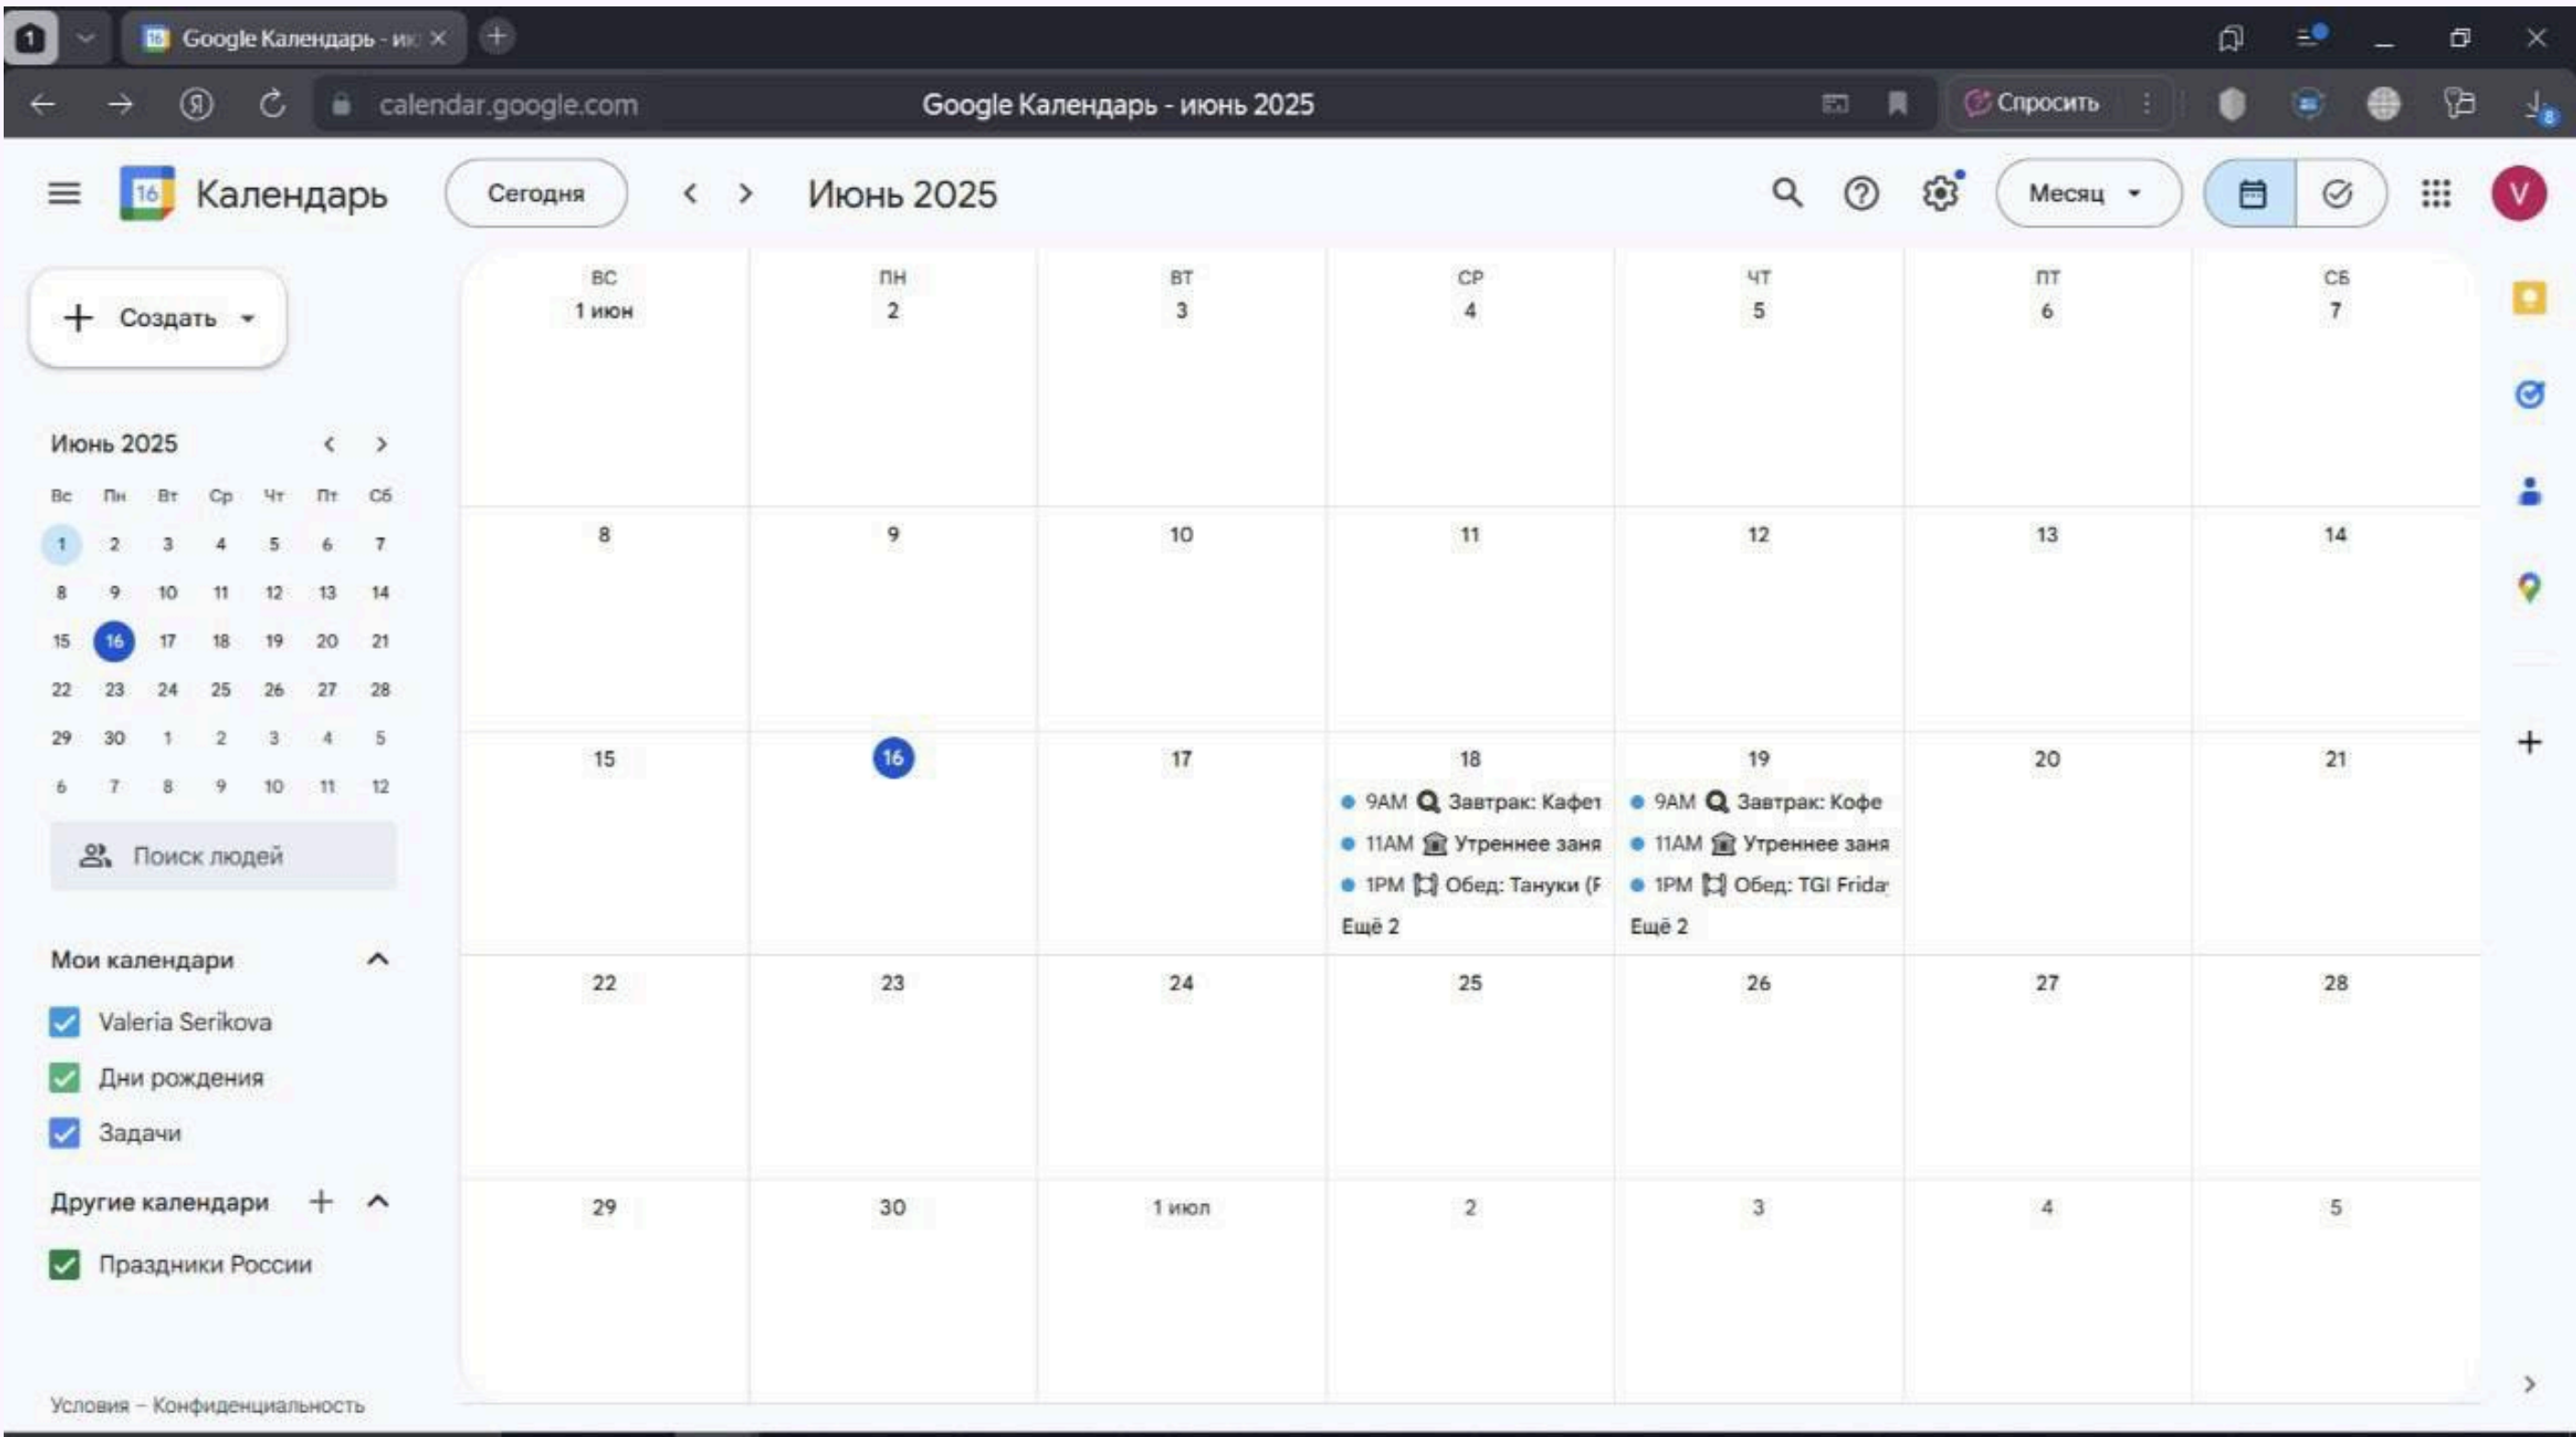 1
Google Календарь - ию
calendar.google.com
Google Календарь - июнь 2025
Спросить
8
16
Календарь
Сегодня
Июнь 2025
Месяц
V
Создать
Июнь 2025
Вс Пн Вт Ср Чт Пт Сб
1 2 3 4 5 6 7
8 9 10 11 12 13 14
15 16 17 18 19 20 21
22 23 24 25 26 27 28
29 30 1 2 3 4 5
6 7 8 9 10 11 12
Поиск людей
Мои календари
Valeria Serikova
Дни рождения
Задачи
Другие календари
Праздники России
Условия – Конфиденциальность
ВС ПН ВТ СР ЧТ ПТ СБ
1 июн 2 3 4 5 6 7
8 9 10 11 12 13 14
15 16 17 18 19 20 21
9AM Завтрак: Кафет
11AM Утреннее заня
1PM Обед: Тануки (Р
Ещё 2
9AM Завтрак: Кофе
11AM Утреннее заня
1PM Обед: TGI Friday
Ещё 2
22 23 24 25 26 27 28
29 30 1 июл 2 3 4 5